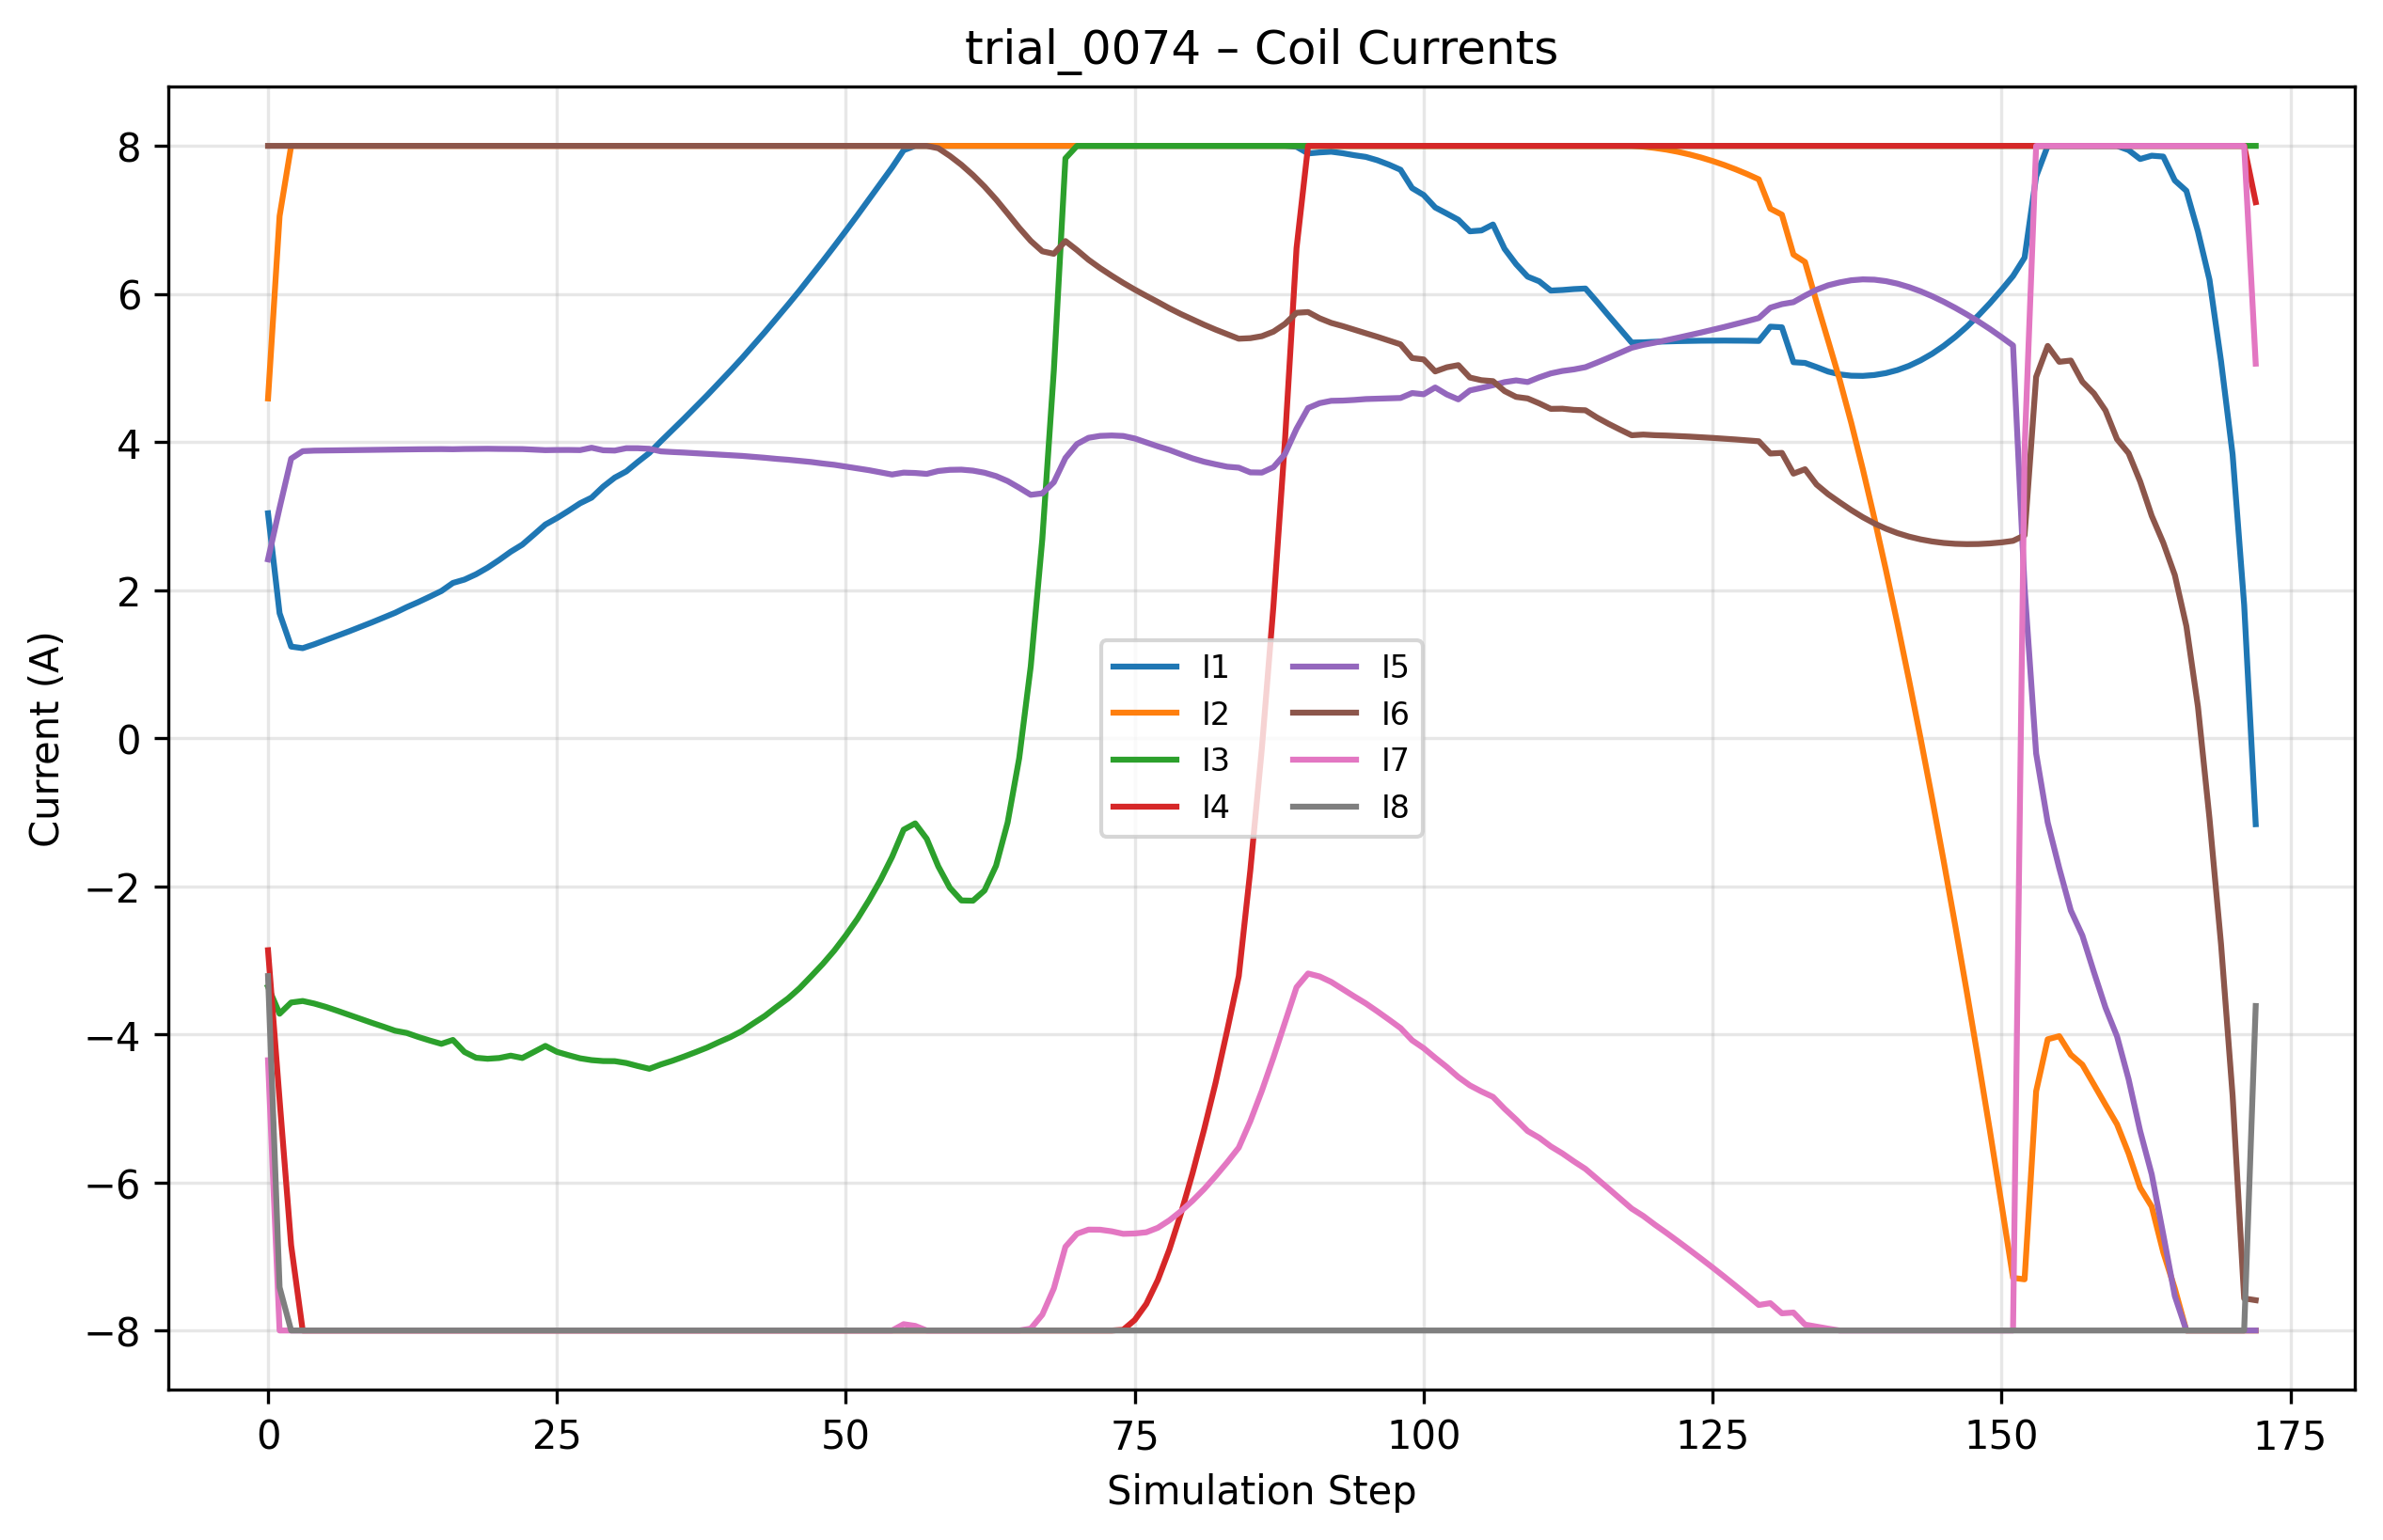 trial_0074 – Coil Currents
8
6
4
2
0
−2
−4
−6
−8
Current (A)
I1 I5
I2 I6
I3 I7
I4 I8
0 25 50 75 100 125 150 175
Simulation Step